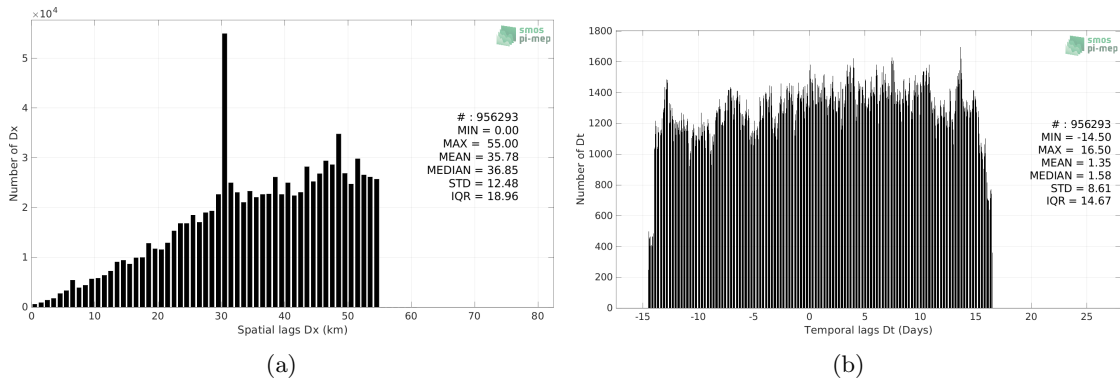 ×10⁴
5
4
3
2
1
0
0 10 20 30 40 50 60 70 80
Number of Dx
Spatial lags Dx (km)
smos
pi-mep
# : 956293
MIN = 0.00
MAX = 55.00
MEAN = 35.78
MEDIAN = 36.85
STD = 12.48
IQR = 18.96
(a)
1800
1600
1400
1200
1000
800
600
400
200
0
-15 -10 -5 0 5 10 15 20 25
Number of Dt
Temporal lags Dt (Days)
smos
pi-mep
# : 956293
MIN = -14.50
MAX = 16.50
MEAN = 1.35
MEDIAN = 1.58
STD = 8.61
IQR = 14.67
(b)